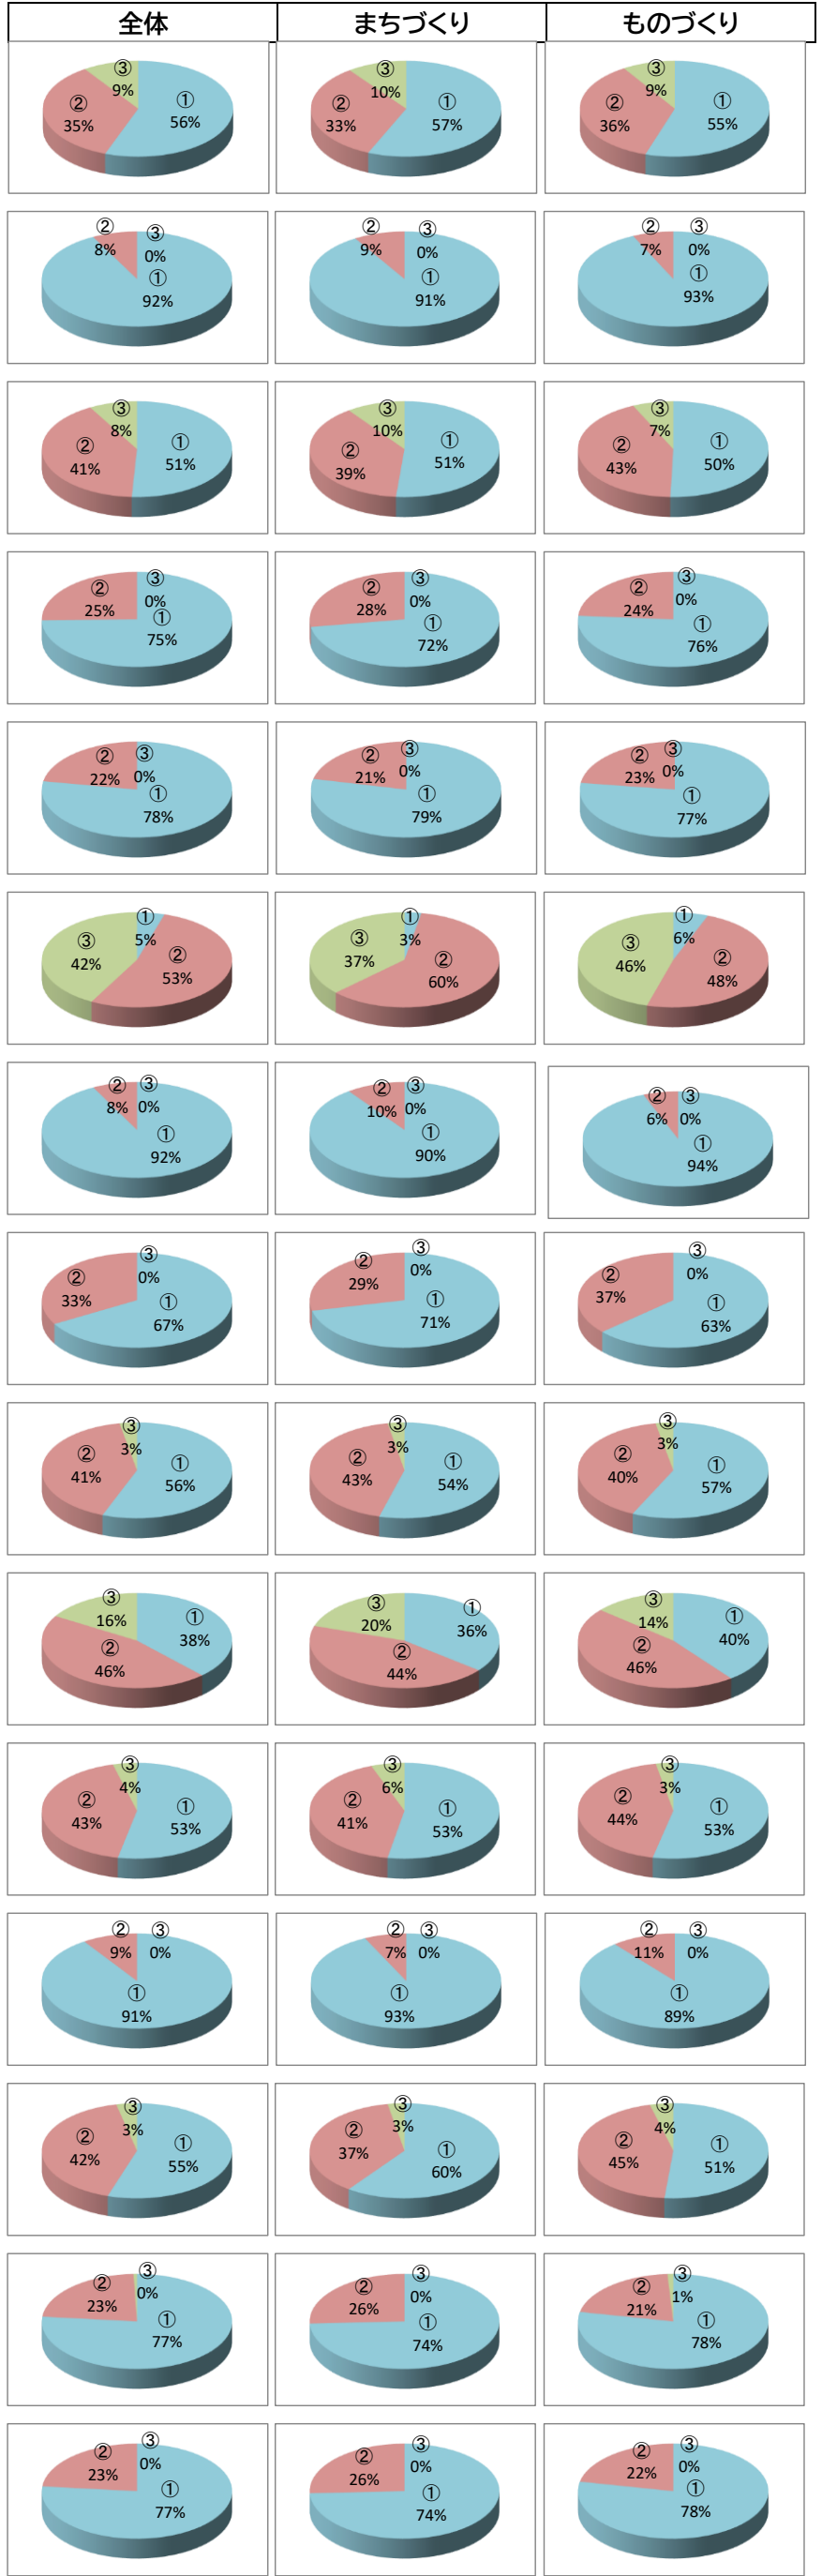 全体 まちづくり ものづくり
③ 9% ① 56% ② 35%
③ 10% ① 57% ② 33%
③ 9% ① 55% ② 36%
② 8% ③ 0% ① 92%
② 9% ③ 0% ① 91%
② 7% ③ 0% ① 93%
③ 8% ① 51% ② 41%
③ 10% ① 51% ② 39%
③ 7% ① 50% ② 43%
② 25% ③ 0% ① 75%
② 28% ③ 0% ① 72%
② 24% ③ 0% ① 76%
② 22% ③ 0% ① 78%
② 21% ③ 0% ① 79%
② 23% ③ 0% ① 77%
① 5% ② 53% ③ 42%
① 3% ② 60% ③ 37%
① 6% ② 48% ③ 46%
② 8% ③ 0% ① 92%
② 10% ③ 0% ① 90%
② 6% ③ 0% ① 94%
③ 0% ② 33% ① 67%
③ 0% ② 29% ① 71%
③ 0% ② 37% ① 63%
③ 3% ② 41% ① 56%
③ 3% ② 43% ① 54%
③ 3% ② 40% ① 57%
③ 16% ① 38% ② 46%
③ 20% ① 36% ② 44%
③ 14% ① 40% ② 46%
③ 4% ② 43% ① 53%
③ 6% ② 41% ① 53%
③ 3% ② 44% ① 53%
② 9% ③ 0% ① 91%
② 7% ③ 0% ① 93%
② 11% ③ 0% ① 89%
③ 3% ② 42% ① 55%
③ 3% ② 37% ① 60%
③ 4% ② 45% ① 51%
③ 0% ② 23% ① 77%
③ 0% ② 26% ① 74%
③ 1% ② 21% ① 78%
③ 0% ② 23% ① 77%
③ 0% ② 26% ① 74%
③ 0% ② 22% ① 78%